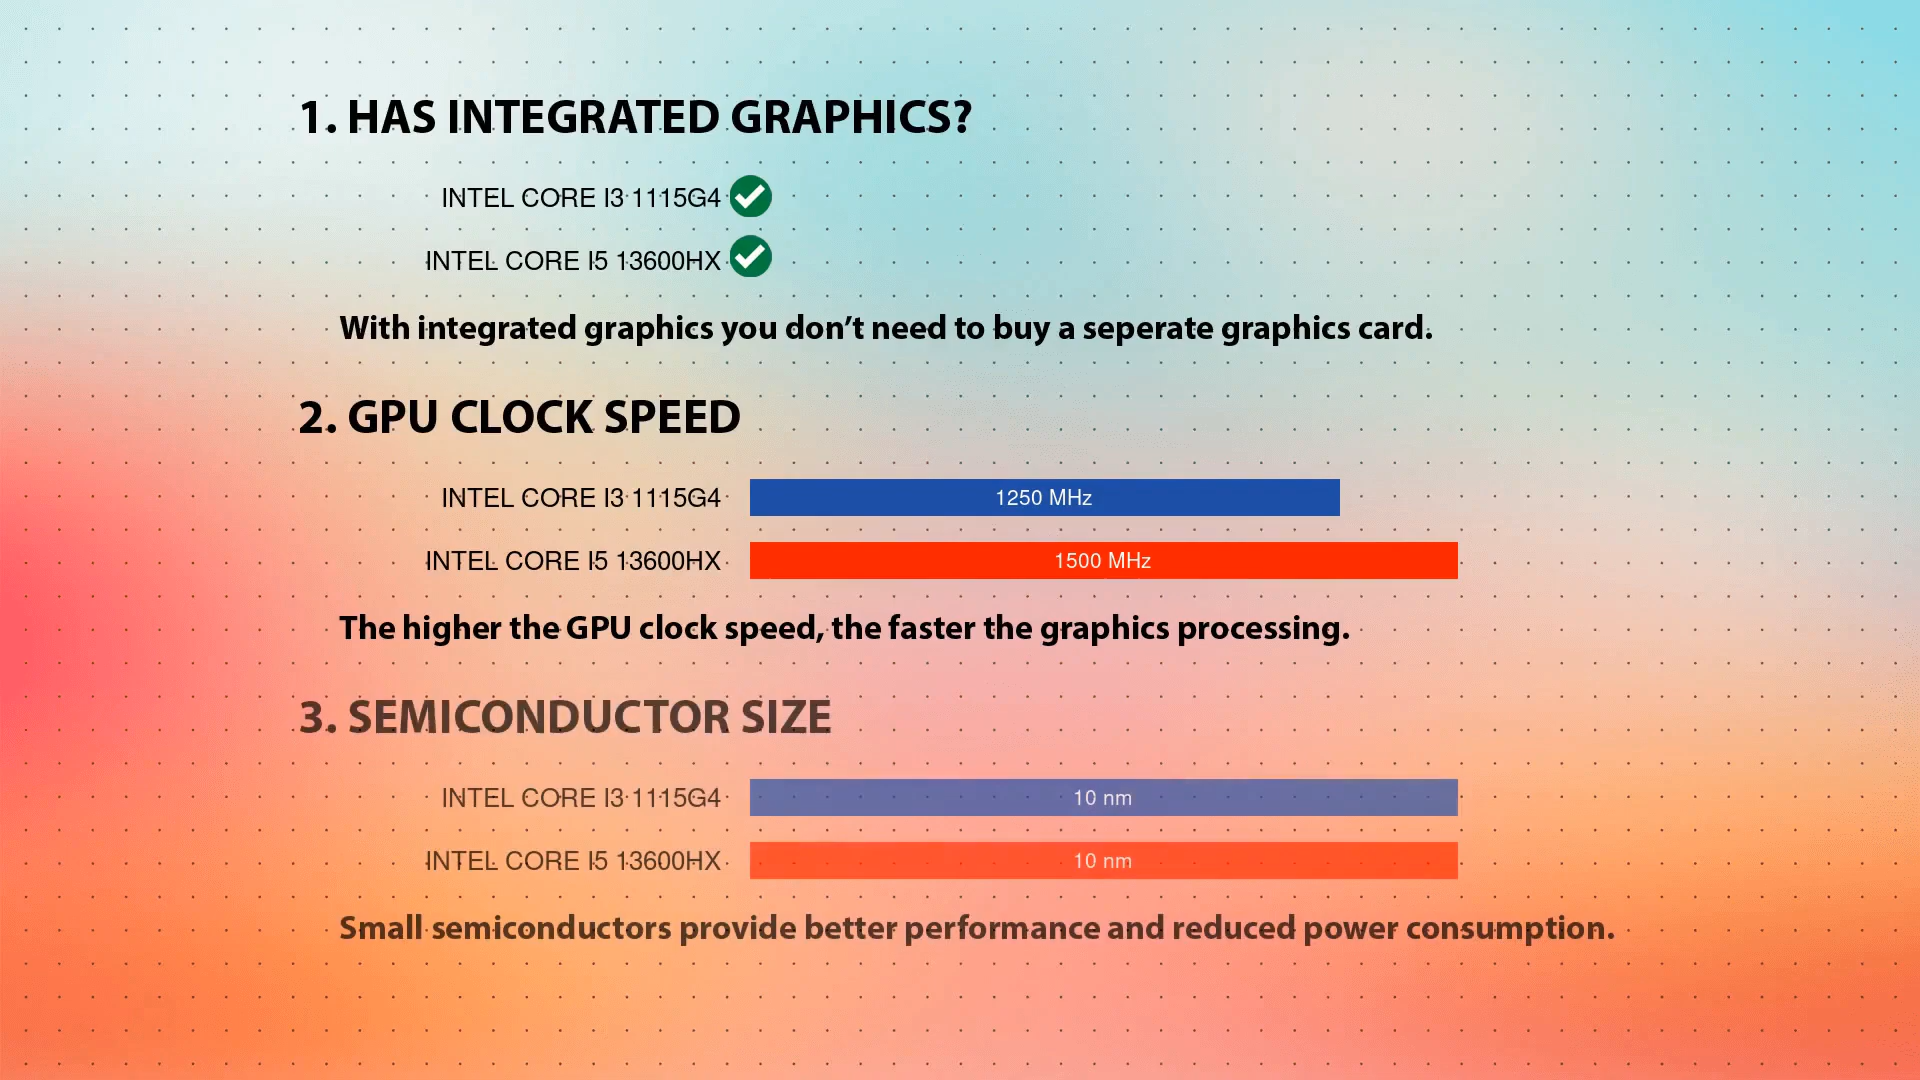 1. HAS INTEGRATED GRAPHICS?
INTEL CORE I3 1115G4
INTEL CORE I5 13600HX
With integrated graphics you don’t need to buy a seperate graphics card.
2. GPU CLOCK SPEED
INTEL CORE I3 1115G4 1250 MHz
INTEL CORE I5 13600HX 1500 MHz
The higher the GPU clock speed, the faster the graphics processing.
3. SEMICONDUCTOR SIZE
INTEL CORE I3 1115G4 10 nm
INTEL CORE I5 13600HX 10 nm
Small semiconductors provide better performance and reduced power consumption.